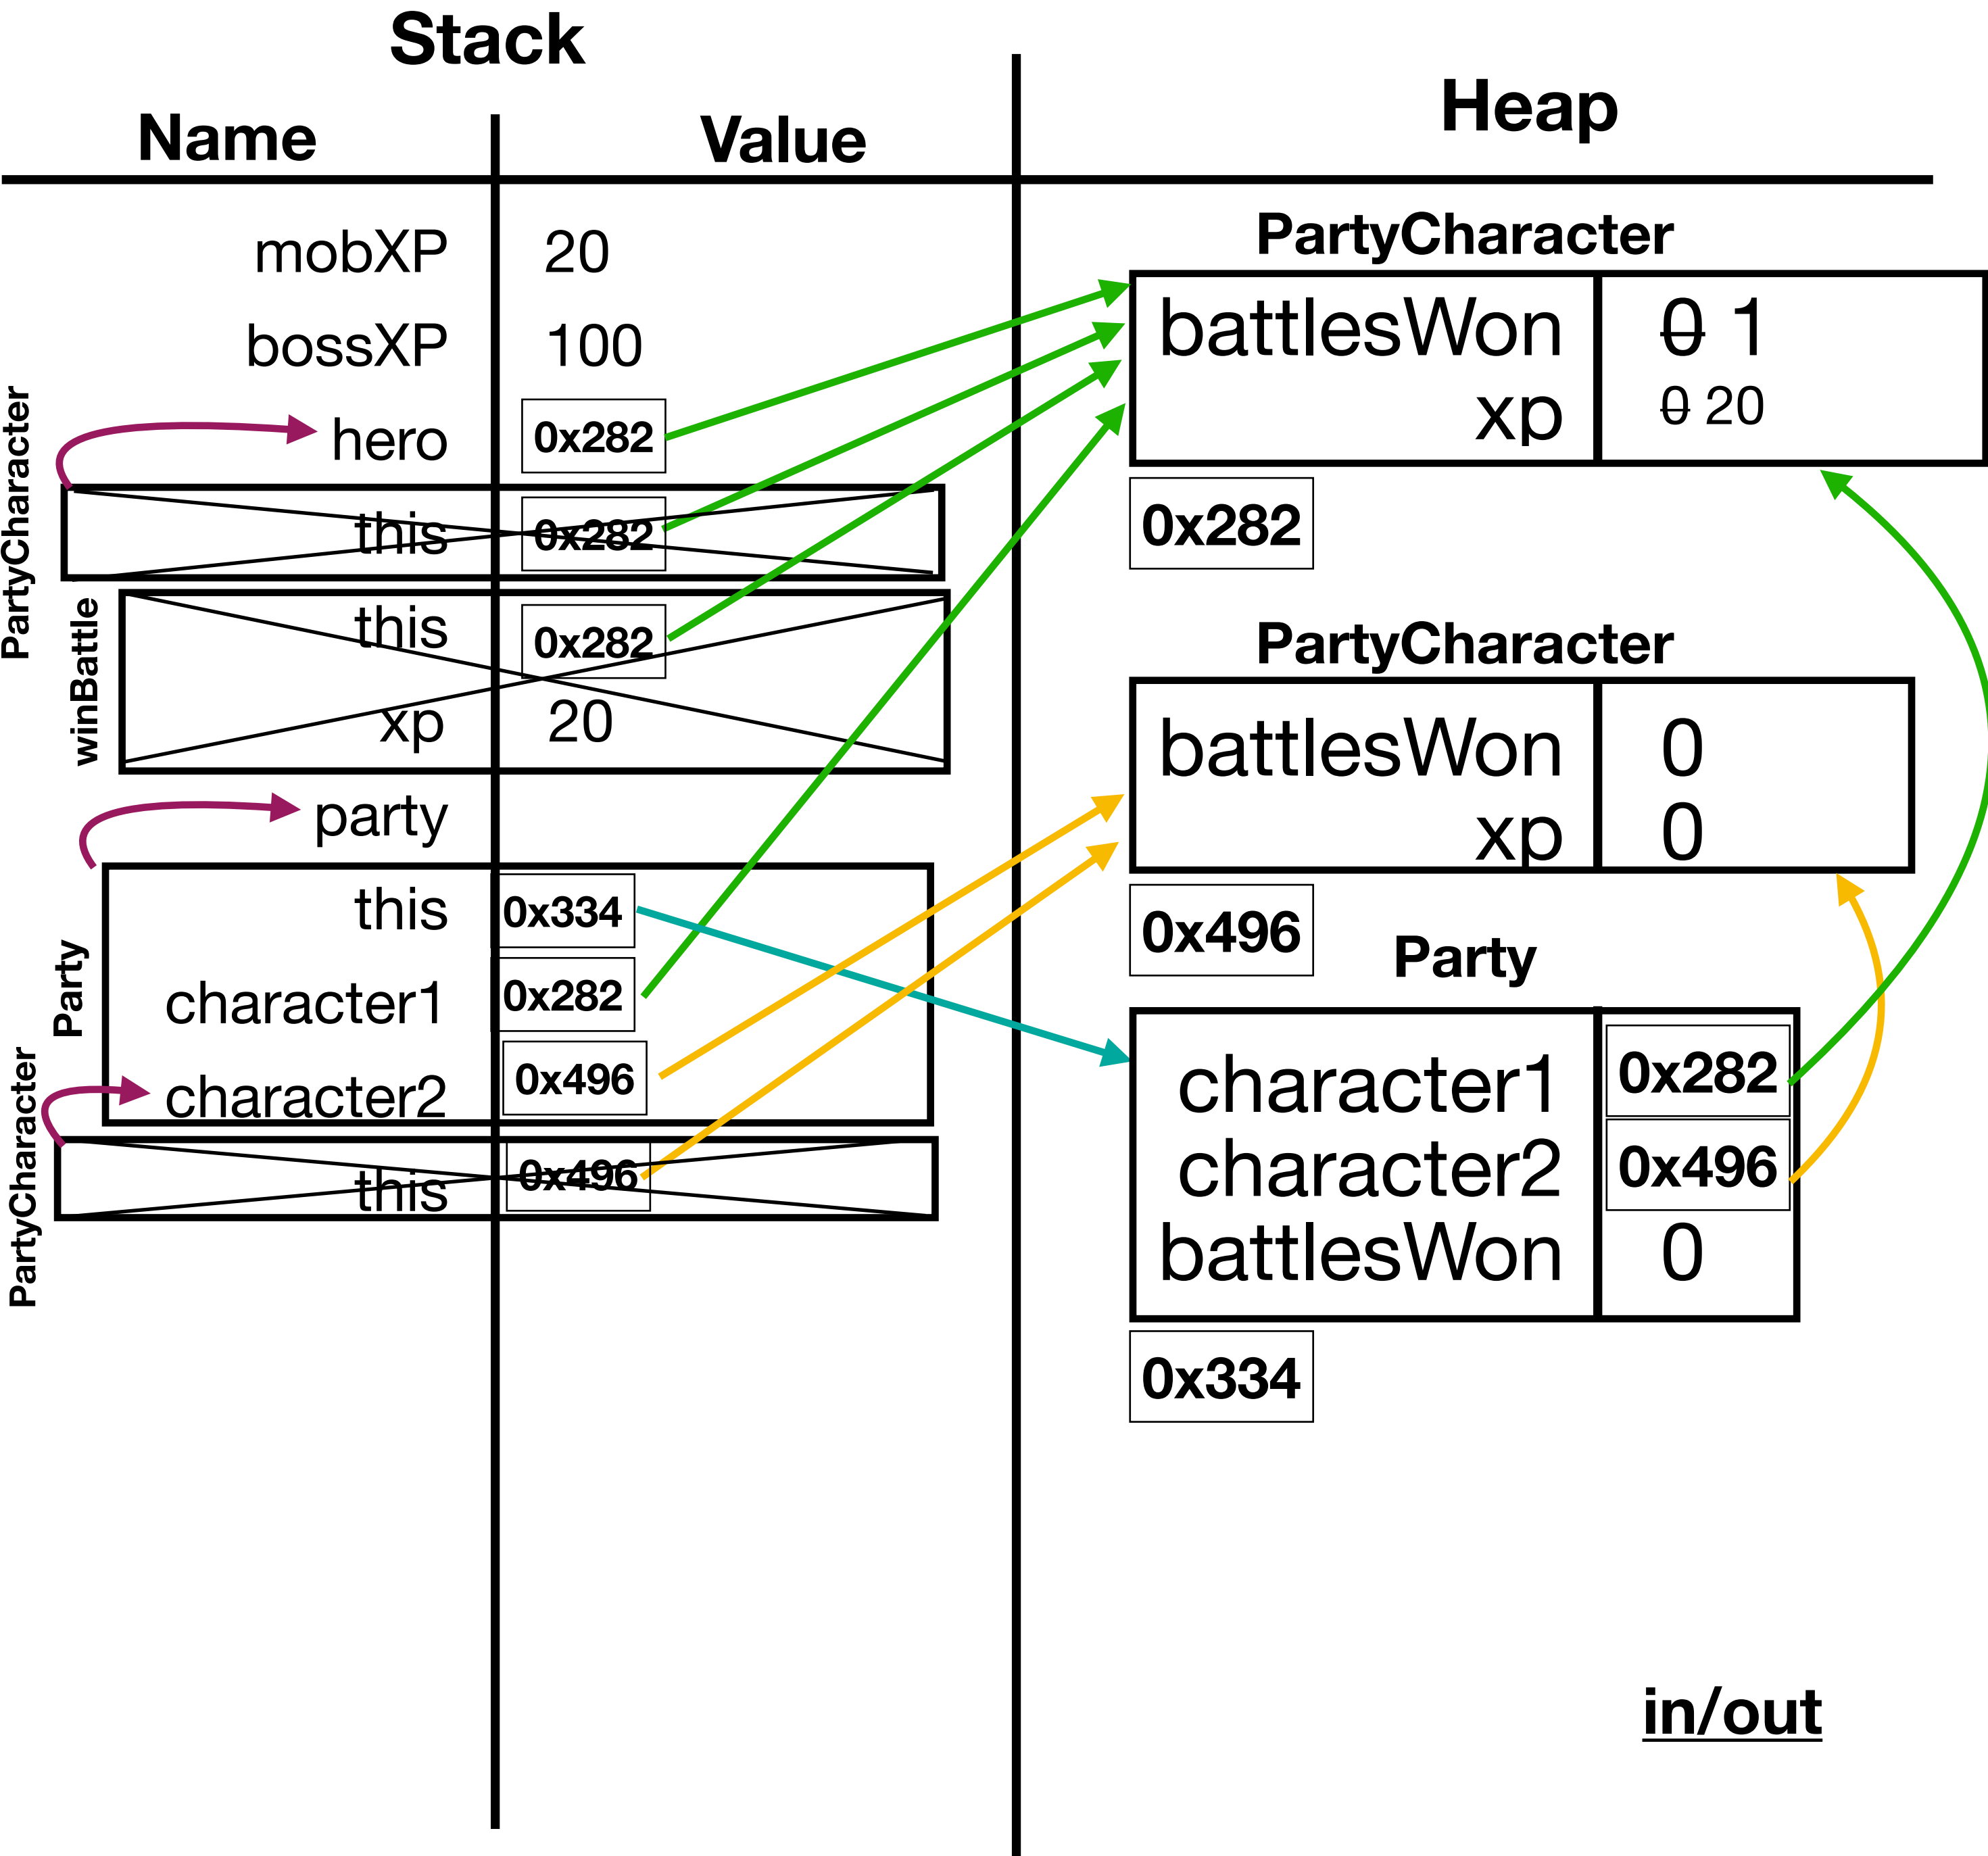 Stack
Heap
Name
Value
mobXP 20
bossXP 100
hero 0x282
PartyCharacter
this 0x282
winBattle
this 0x282
xp 20
party
Party
this 0x334
character1 0x282
character2 0x496
PartyCharacter
this 0x496
PartyCharacter
battlesWon 0 1
xp 0 20
0x282
PartyCharacter
battlesWon 0
xp 0
0x496
Party
character1 0x282
character2 0x496
battlesWon 0
0x334
in/out